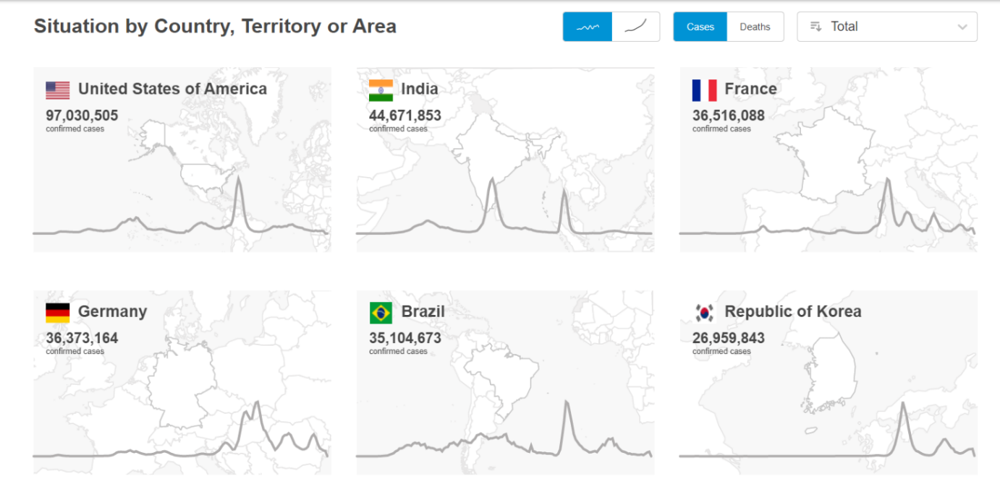 Situation by Country, Territory or Area
Cases
Deaths
Total
United States of America
97,030,505
confirmed cases
India
44,671,853
confirmed cases
France
36,516,088
confirmed cases
Germany
36,373,164
confirmed cases
Brazil
35,104,673
confirmed cases
Republic of Korea
26,959,843
confirmed cases